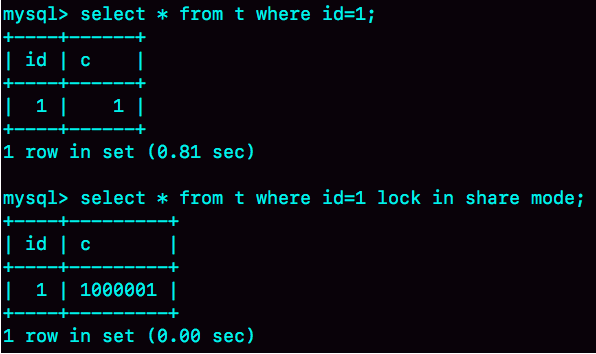 mysql> select * from t where id=1;
+----+------+
| id | c    |
+----+------+
|  1 |    1 |
+----+------+
1 row in set (0.81 sec)

mysql> select * from t where id=1 lock in share mode;
+----+---------+
| id | c       |
+----+---------+
|  1 | 1000001 |
+----+---------+
1 row in set (0.00 sec)